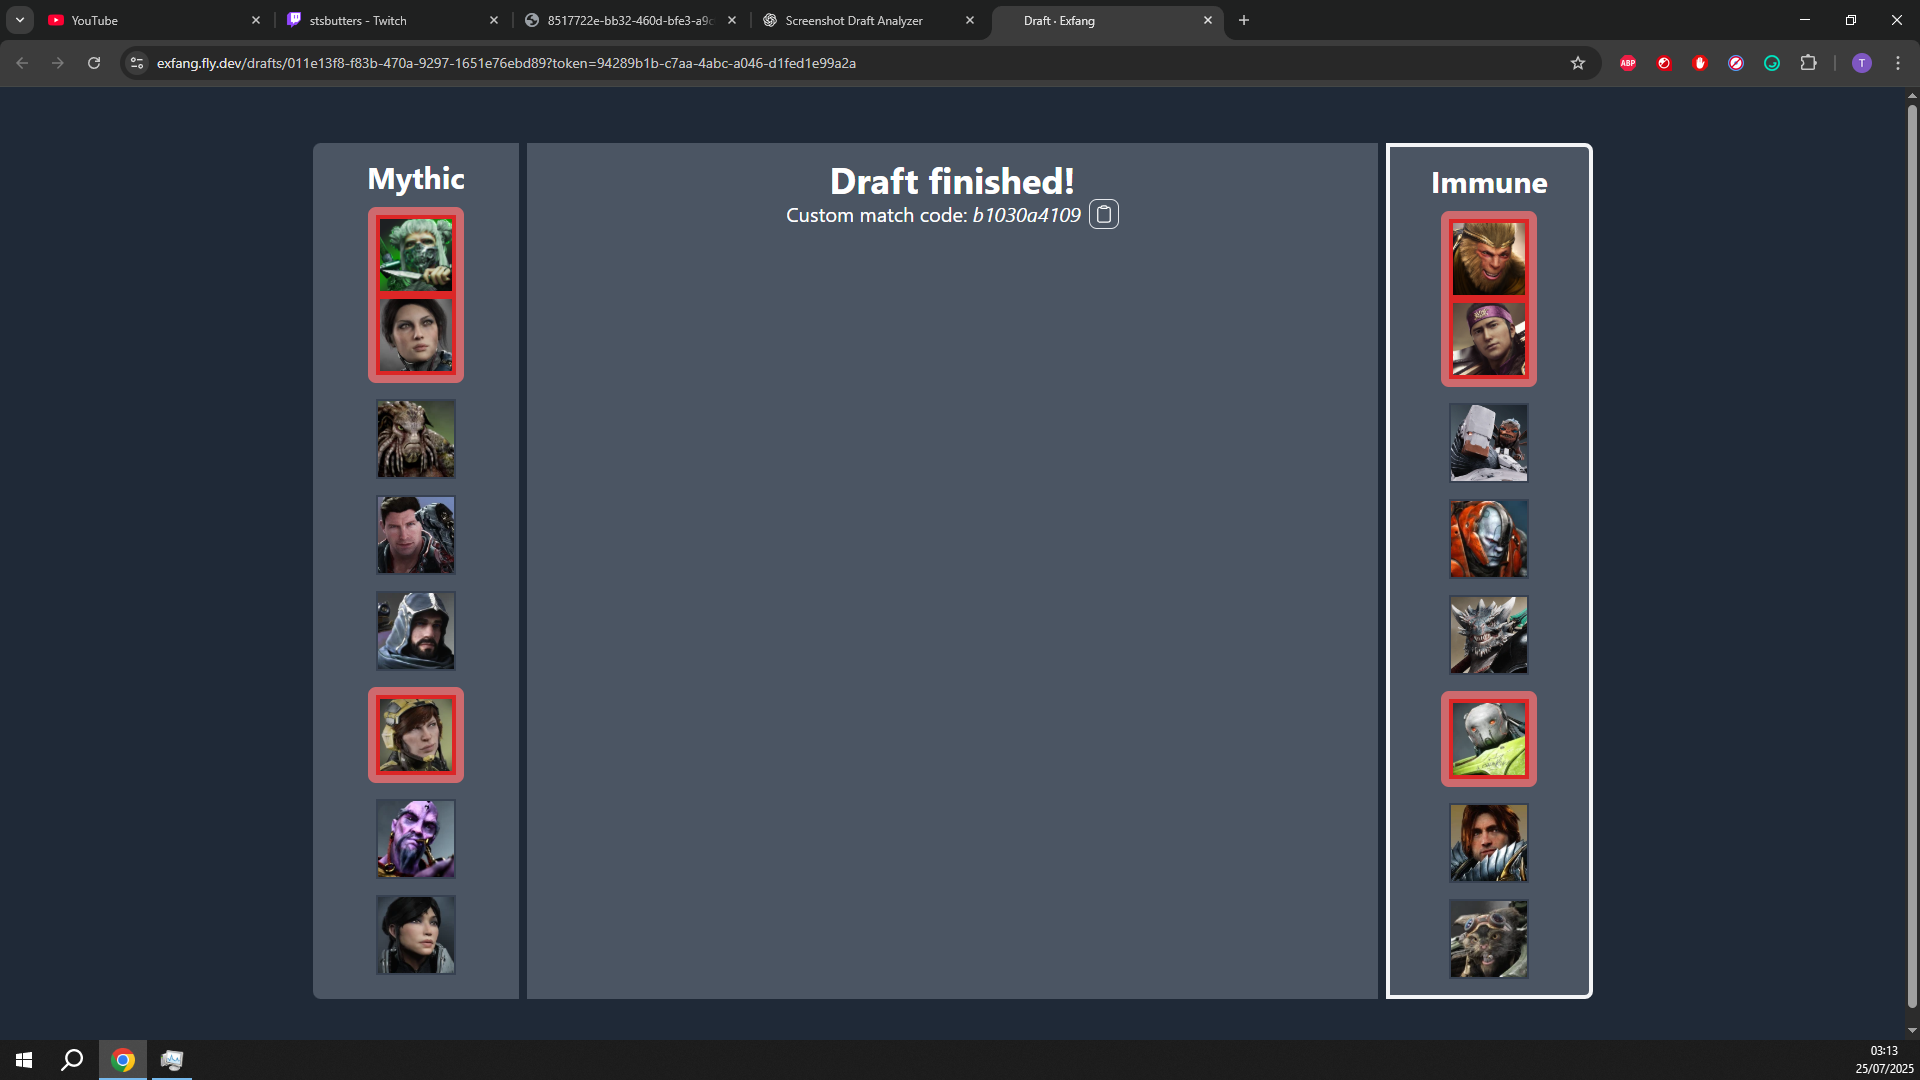 YouTube
stsbutters - Twitch
8517722e-bb32-460d-bfe3-a9c
Screenshot Draft Analyzer
Draft · Exfang
exfang.fly.dev/drafts/011e13f8-f83b-470a-9297-1651e76ebd89?token=94289b1b-c7aa-4abc-a046-d1fed1e99a2a
ABP
T
Mythic
Draft finished!
Custom match code: b1030a4109
Immune
03:13
25/07/2025